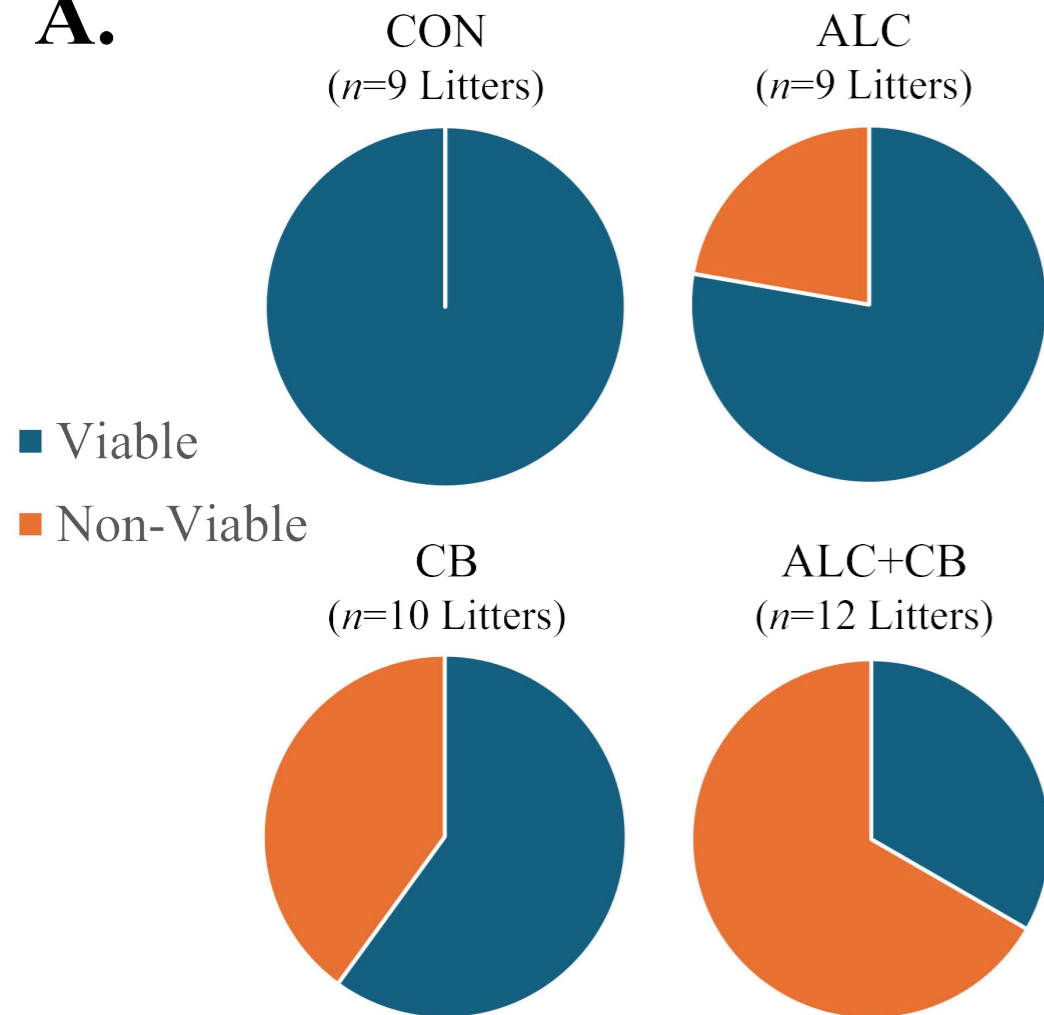 A.
CON
(n=9 Litters)
ALC
(n=9 Litters)
Viable
Non-Viable
CB
(n=10 Litters)
ALC+CB
(n=12 Litters)